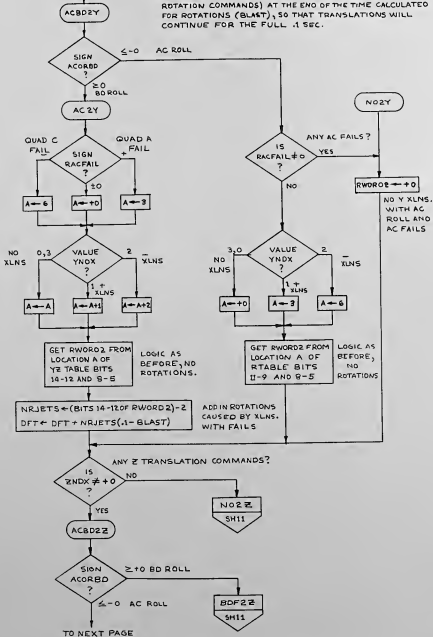 ROTATION COMMANDS) AT THE END OF THE TIME CALCULATED
FOR ROTATIONS (BLAST), SO THAT TRANSLATIONS WILL
CONTINUE FOR THE FULL .1 SEC.
ACBD2Y
SIGN
ACORBD
?
≤-0 AC ROLL
≥0
BD ROLL
AC2Y
NO2Y
QUAD C
FAIL
-
SIGN
RACFAIL
?
QUAD A
+ FAIL
±0
IS
RACFAIL≠0
?
ANY AC FAILS?
YES
NO
A←6
A←+0
A←3
RWORD2←+0
NO Y XLNS.
WITH AC
ROLL AND
AC FAILS
NO
XLNS
0,3
VALUE
YNDX
?
2 -
XLNS
1 +
XLNS
NO
XLNS
3,0
VALUE
YNDX
?
2 -
XLNS
1 +
XLNS
A←A
A←A+1
A←A+2
A←+0
A←3
A←6
GET RWORD2 FROM
LOCATION A OF
YZ TABLE BITS
14-12 AND 8-5
LOGIC AS
BEFORE, NO
ROTATIONS.
GET RWORD2 FROM
LOCATION A OF
RTABLE BITS
11-9 AND 8-5
LOGIC AS
BEFORE,
NO
ROTATIONS
NRJETS←(BITS 14-12 OF RWORD2)-2
DFT← DFT + NRJETS(.1-BLAST)
ADD IN ROTATIONS
CAUSED BY XLNS.
WITH FAILS
IS
ZNDX ≠ +0
?
ANY Z TRANSLATION COMMANDS?
NO
YES
NO2Z
SH11
ACBD2Z
SIGN
ACORBD
?
≥+0 BD ROLL
≤-0 AC ROLL
BDF2Z
SH11
TO NEXT PAGE